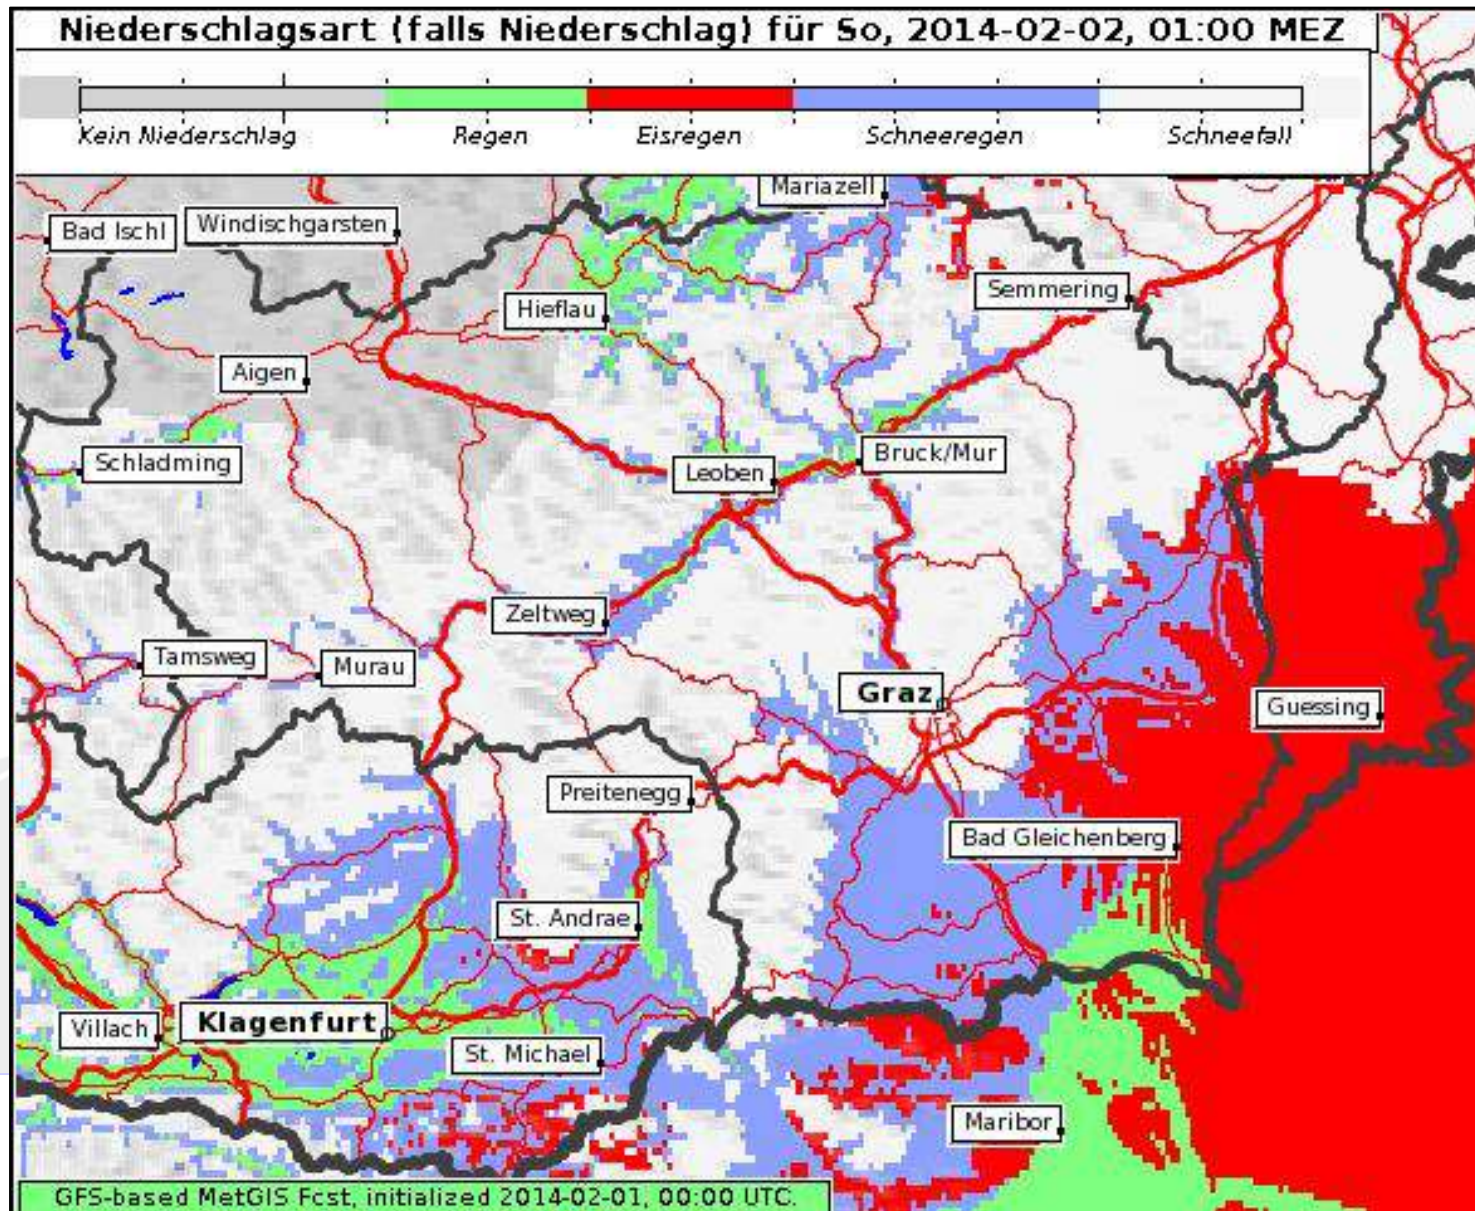 Niederschlagsart (falls Niederschlag) für So, 2014-02-02, 01:00 MEZ
Kein Niederschlag Regen Eisregen Schneeregen Schneefall
Mariazell
Bad Ischl
Windischgarsten
Semmering
Hieflau
Aigen
Schladming
Leoben
Bruck/Mur
Zeltweg
Tamsweg
Murau
Graz
Guessing
Preitenegg
Bad Gleichenberg
St. Andrae
Villach
Klagenfurt
St. Michael
Maribor
GFS-based MetGIS Fcst, initialized 2014-02-01, 00:00 UTC.